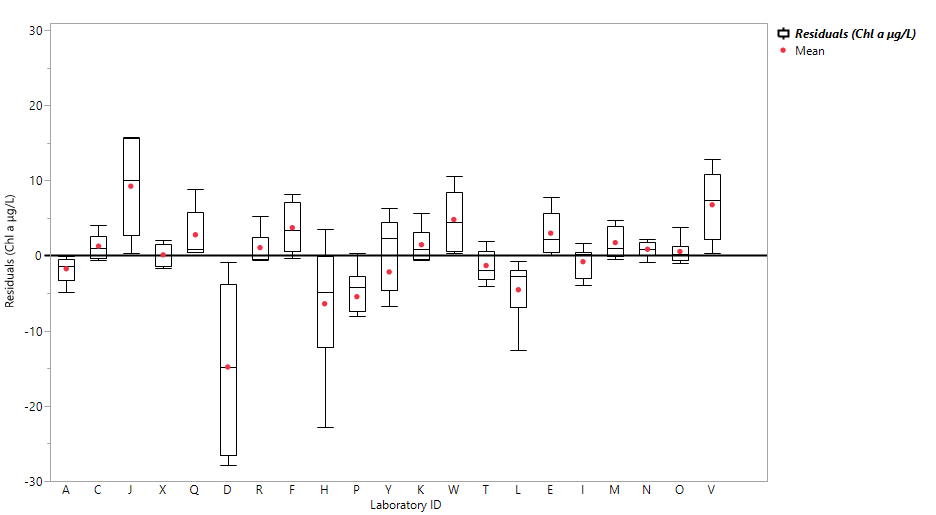 30
20
10
0
-10
-20
-30
Residuals (Chl a µg/L)
A C J X Q D R F H P Y K W T L E I M N O V
Laboratory ID
Residuals (Chl a µg/L)
Mean